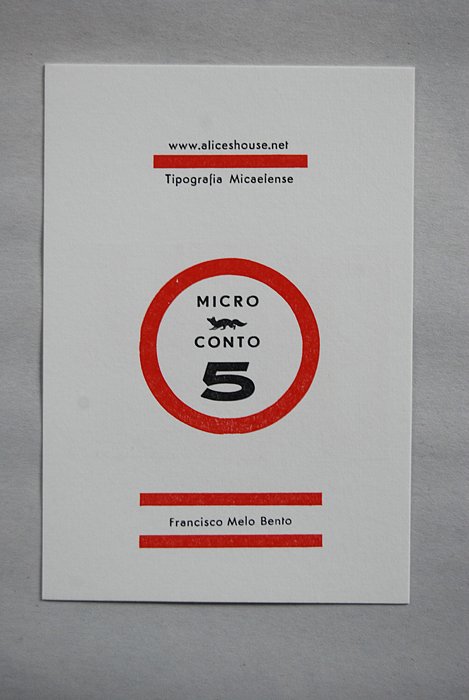 www.aliceshouse.net
Tipografia Micaelense
MICRO
CONTO
5
Francisco Melo Bento